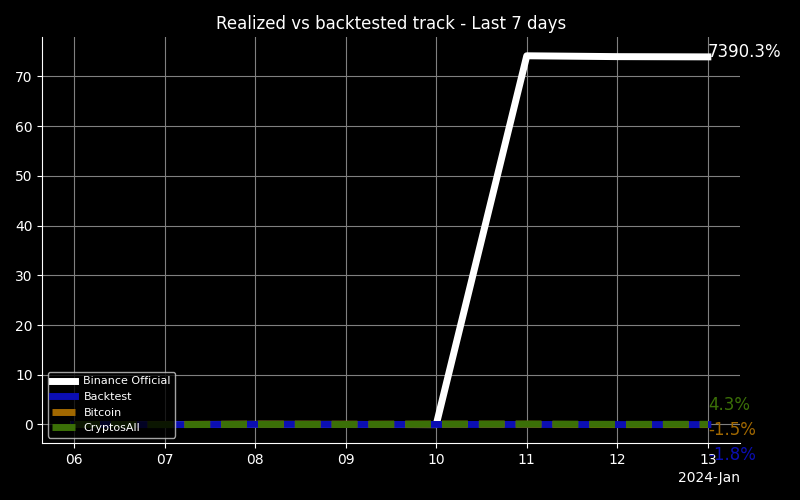 Realized vs backtested track - Last 7 days
7390.3%
70
60
50
40
30
20
10
0
Binance Official
Backtest
Bitcoin
CryptosAll
4.3%
-1.5%
1.8%
06 07 08 09 10 11 12 13
2024-Jan